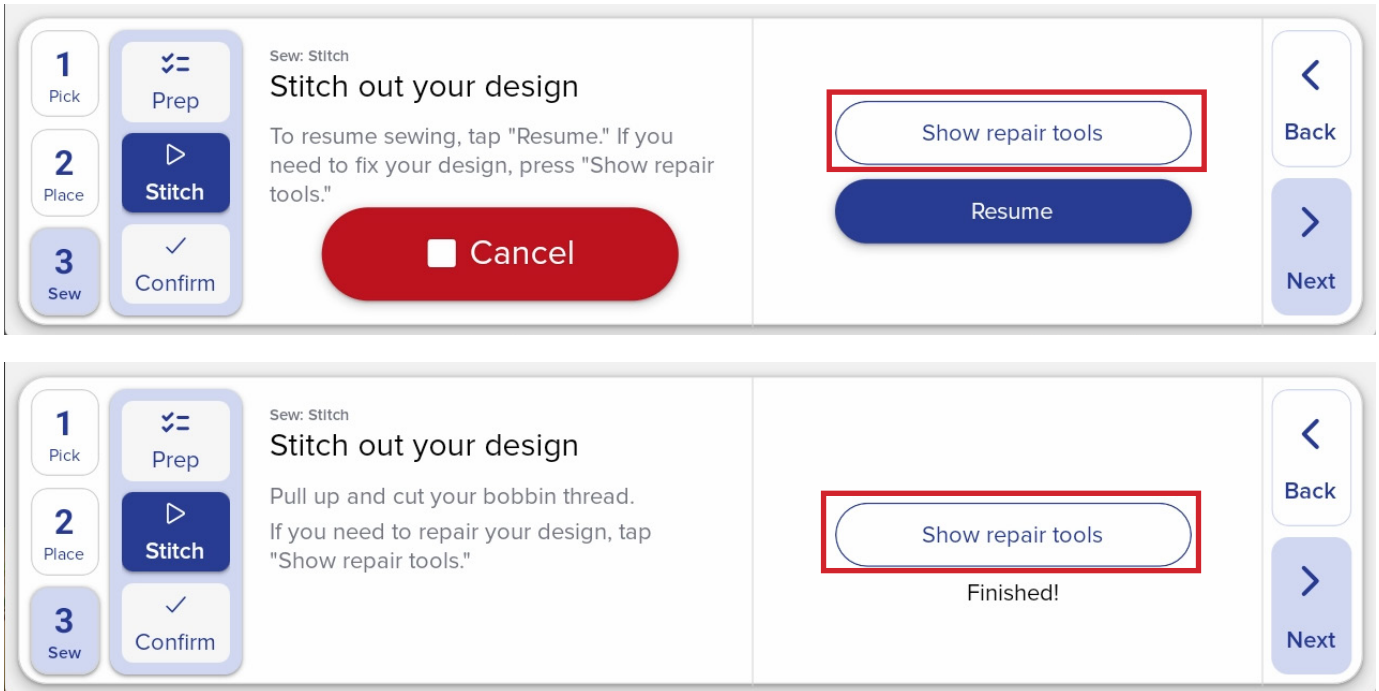 1
Pick
2
Place
3
Sew
Prep
Stitch
Confirm
Sew: Stitch
Stitch out your design
To resume sewing, tap "Resume." If you
need to fix your design, press "Show repair
tools."
Cancel
Show repair tools
Resume
Back
Next
1
Pick
2
Place
3
Sew
Prep
Stitch
Confirm
Sew: Stitch
Stitch out your design
Pull up and cut your bobbin thread.
If you need to repair your design, tap
"Show repair tools."
Show repair tools
Finished!
Back
Next